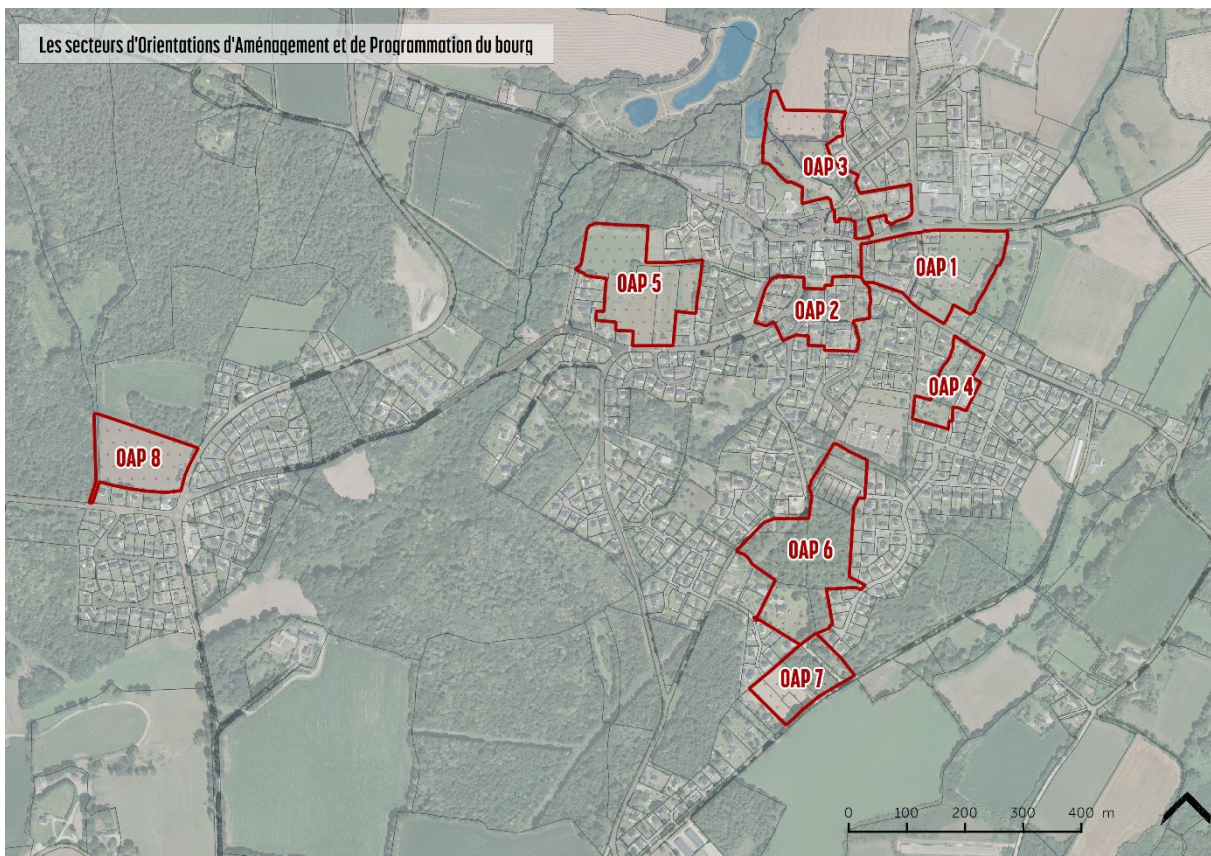 Les secteurs d'Orientations d'Aménagement et de Programmation du bourg
OAP 3
OAP 1
OAP 5
OAP 2
OAP 4
OAP 8
OAP 6
OAP 7
0 100 200 300 400 m